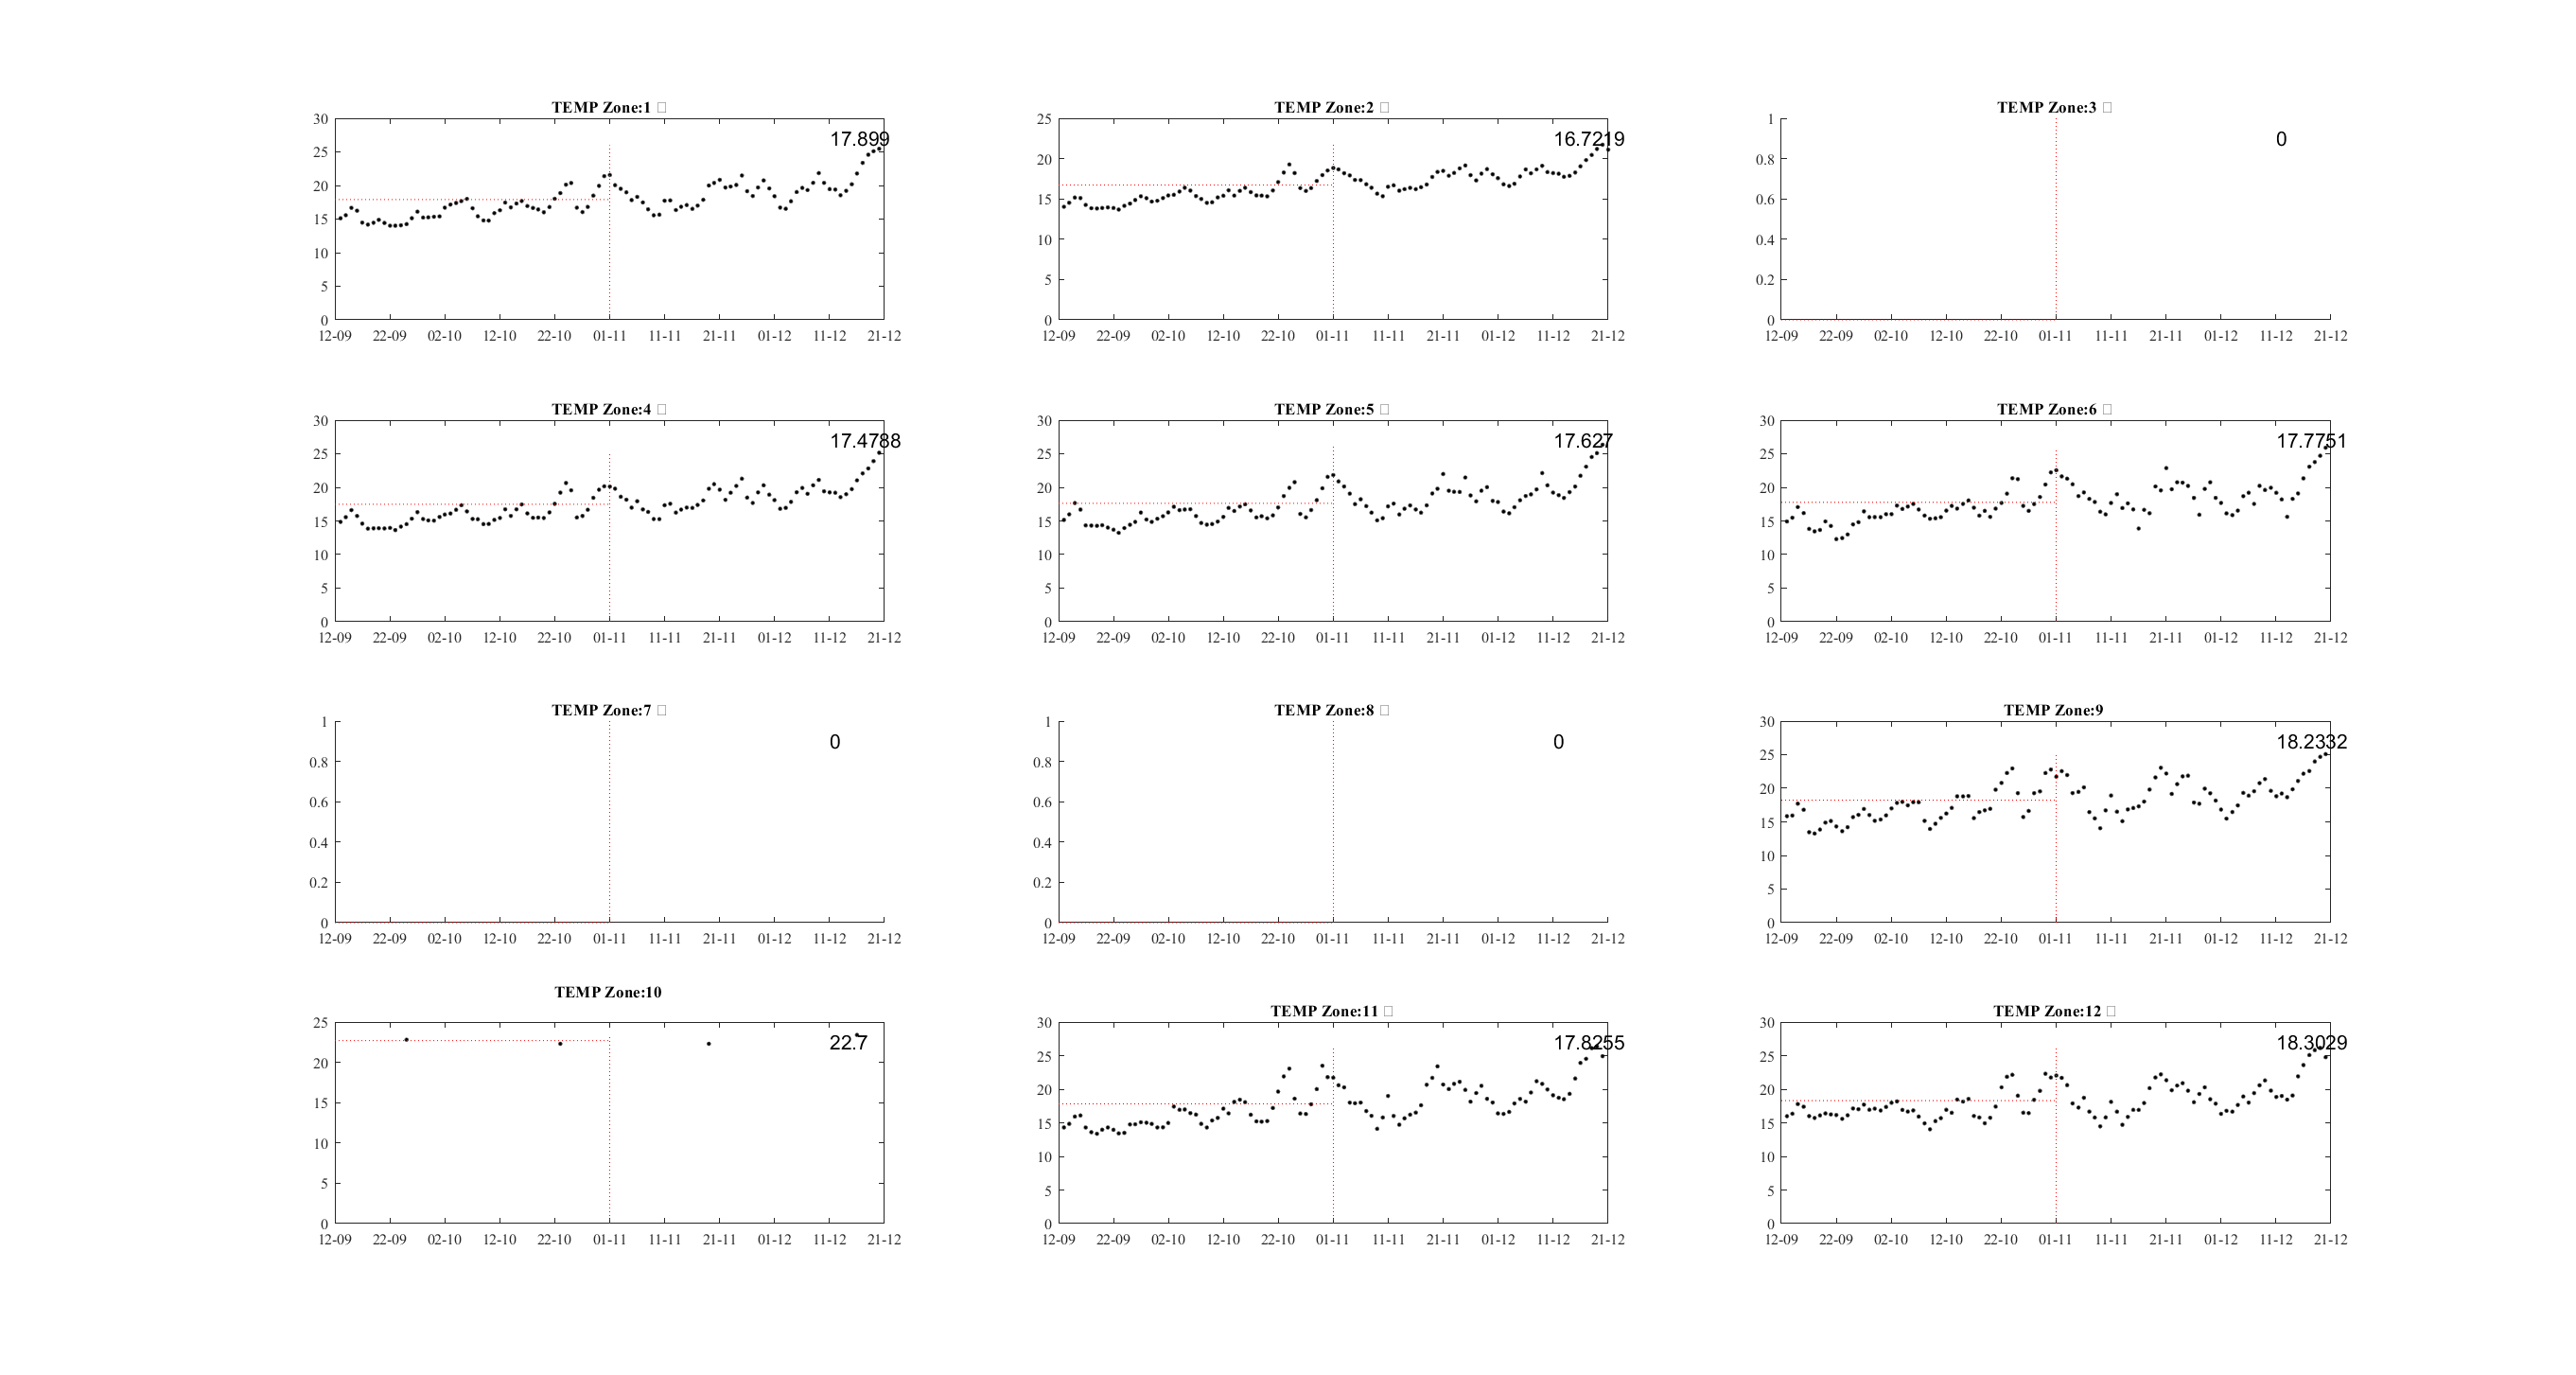 TEMP Zone:1 TEMP Zone:2 TEMP Zone:3
30 25 20 15 10 5 0
17.899
12-09 22-09 02-10 12-10 22-10 01-11 11-11 21-11 01-12 11-12 21-12
25 20 15 10 5 0
16.7219
12-09 22-09 02-10 12-10 22-10 01-11 11-11 21-11 01-12 11-12 21-12
1 0.8 0.6 0.4 0.2 0
0
12-09 22-09 02-10 12-10 22-10 01-11 11-11 21-11 01-12 11-12 21-12
TEMP Zone:4 TEMP Zone:5 TEMP Zone:6
30 25 20 15 10 5 0
17.4788
12-09 22-09 02-10 12-10 22-10 01-11 11-11 21-11 01-12 11-12 21-12
30 25 20 15 10 5 0
17.627
12-09 22-09 02-10 12-10 22-10 01-11 11-11 21-11 01-12 11-12 21-12
30 25 20 15 10 5 0
17.7751
12-09 22-09 02-10 12-10 22-10 01-11 11-11 21-11 01-12 11-12 21-12
TEMP Zone:7 TEMP Zone:8 TEMP Zone:9
1 0.8 0.6 0.4 0.2 0
0
12-09 22-09 02-10 12-10 22-10 01-11 11-11 21-11 01-12 11-12 21-12
1 0.8 0.6 0.4 0.2 0
0
12-09 22-09 02-10 12-10 22-10 01-11 11-11 21-11 01-12 11-12 21-12
30 25 20 15 10 5 0
18.2332
12-09 22-09 02-10 12-10 22-10 01-11 11-11 21-11 01-12 11-12 21-12
TEMP Zone:10 TEMP Zone:11 TEMP Zone:12
25 20 15 10 5 0
22.7
12-09 22-09 02-10 12-10 22-10 01-11 11-11 21-11 01-12 11-12 21-12
30 25 20 15 10 5 0
17.8255
12-09 22-09 02-10 12-10 22-10 01-11 11-11 21-11 01-12 11-12 21-12
30 25 20 15 10 5 0
18.3029
12-09 22-09 02-10 12-10 22-10 01-11 11-11 21-11 01-12 11-12 21-12